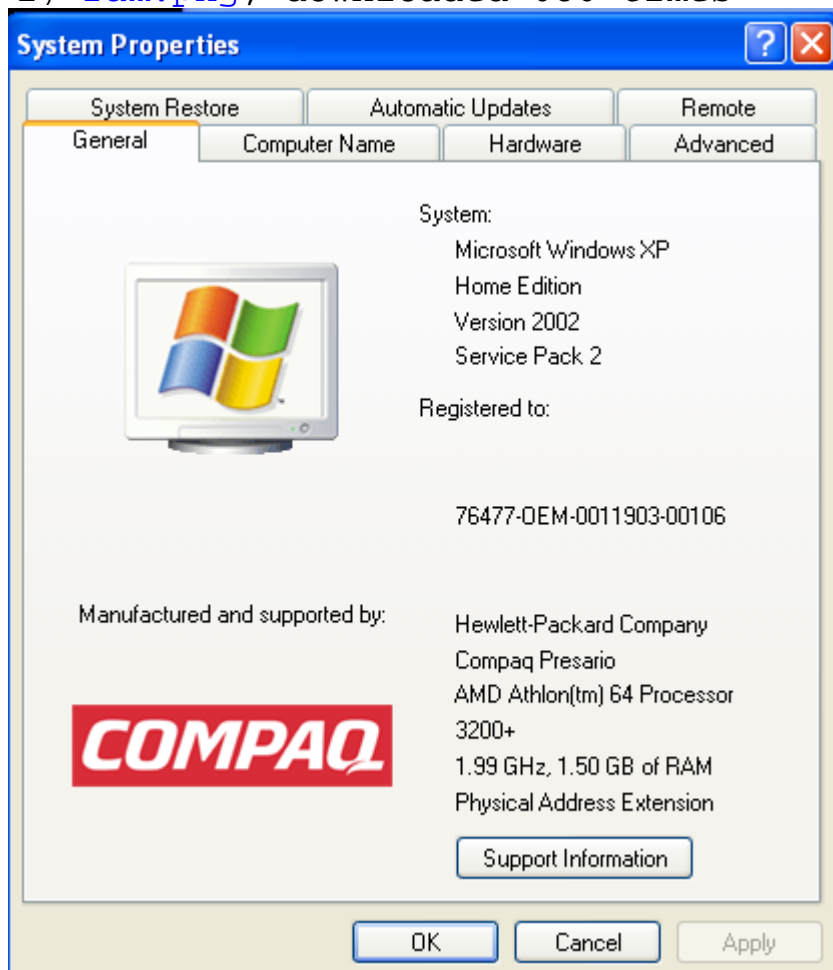 System Properties
System Restore Automatic Updates Remote
General Computer Name Hardware Advanced
System:
Microsoft Windows XP
Home Edition
Version 2002
Service Pack 2
Registered to:
76477-OEM-0011903-00106
Manufactured and supported by:
Hewlett-Packard Company
Compaq Presario
AMD Athlon(tm) 64 Processor
3200+
1.99 GHz, 1.50 GB of RAM
Physical Address Extension
COMPAQ
Support Information
OK Cancel Apply